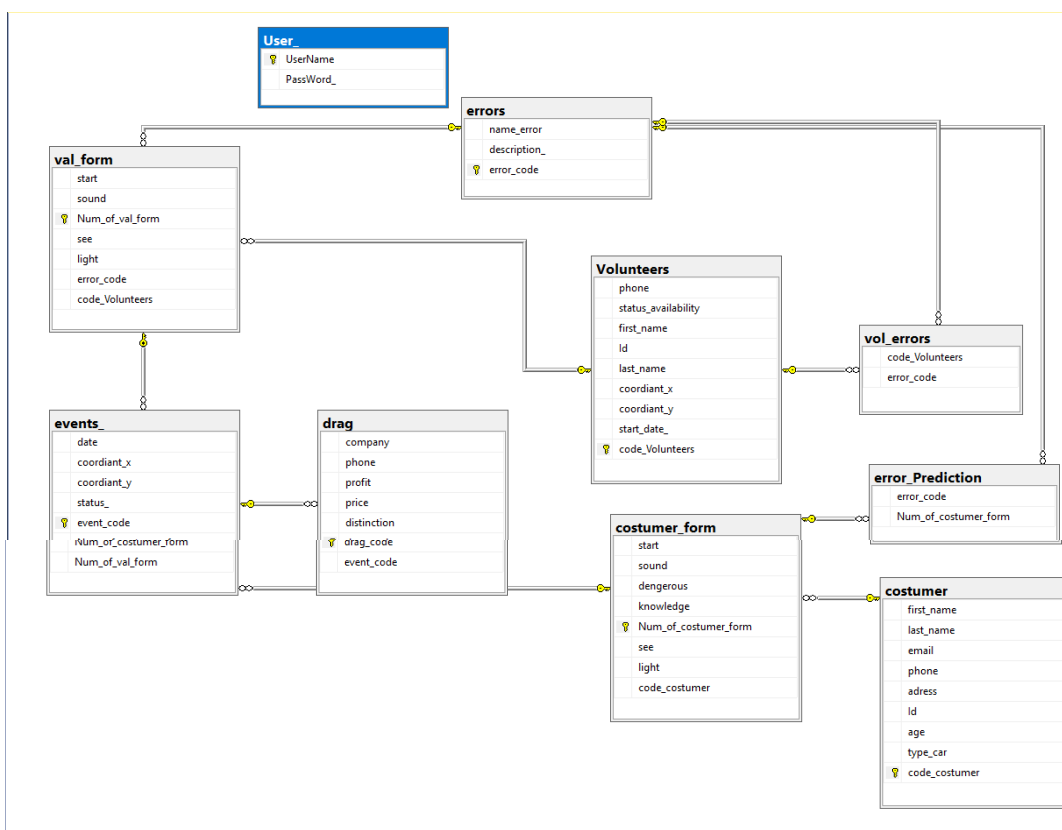 User_
UserName
PassWord_
errors
name_error
description_
error_code
val_form
start
sound
Num_of_val_form
see
light
error_code
code_Volunteers
Volunteers
phone
status_availability
first_name
Id
last_name
coordiant_x
coordiant_y
start_date_
code_Volunteers
vol_errors
code_Volunteers
error_code
events_
date
coordiant_x
coordiant_y
status_
event_code
Num_of_costumer_form
Num_of_val_form
drag
company
phone
profit
price
distinction
drag_code
event_code
error_Prediction
error_code
Num_of_costumer_form
costumer_form
start
sound
dengerous
knowledge
Num_of_costumer_form
see
light
code_costumer
costumer
first_name
last_name
email
phone
adress
Id
age
type_car
code_costumer